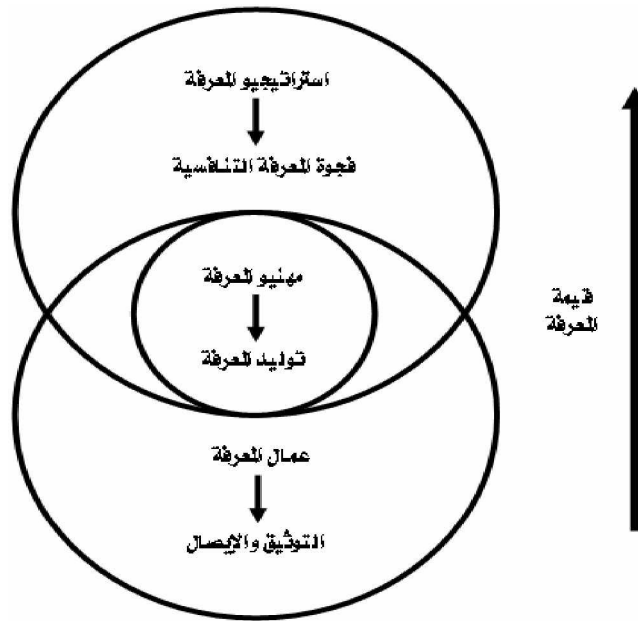 استراتيجيو المعرفة
فجوة المعرفة التنافسية
مهنيو المعرفة
توليد المعرفة
عمال المعرفة
التوثيق والإيصال
قيمة
المعرفة